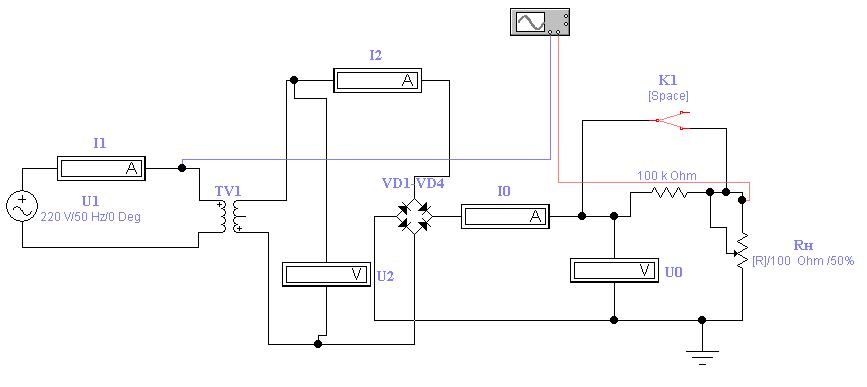 I2
A
K1
[Space]
I1
A
TV1
VD1-VD4
I0
A
100 k Ohm
U1
220 V/50 Hz/0 Deg
V
U2
V
U0
Rн
[R]/100 Ohm /50%